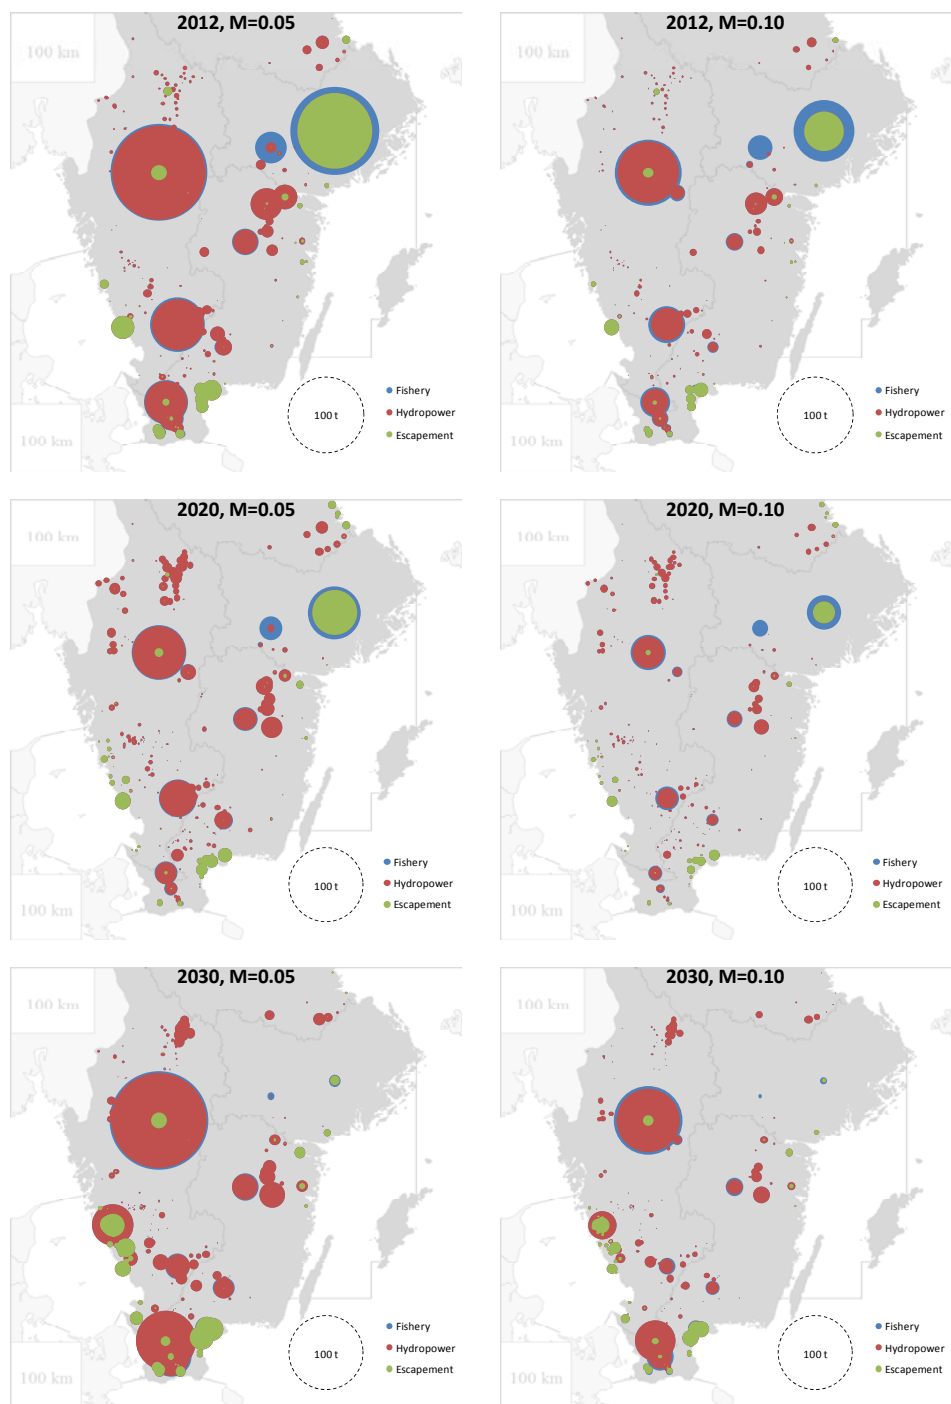 2012, M=0.05
100 km
100 km
100 t
Fishery
Hydropower
Escapement
2012, M=0.10
100 km
100 km
100 t
Fishery
Hydropower
Escapement
2020, M=0.05
100 km
100 km
100 t
Fishery
Hydropower
Escapement
2020, M=0.10
100 km
100 km
100 t
Fishery
Hydropower
Escapement
2030, M=0.05
100 km
100 km
100 t
Fishery
Hydropower
Escapement
2030, M=0.10
100 km
100 km
100 t
Fishery
Hydropower
Escapement